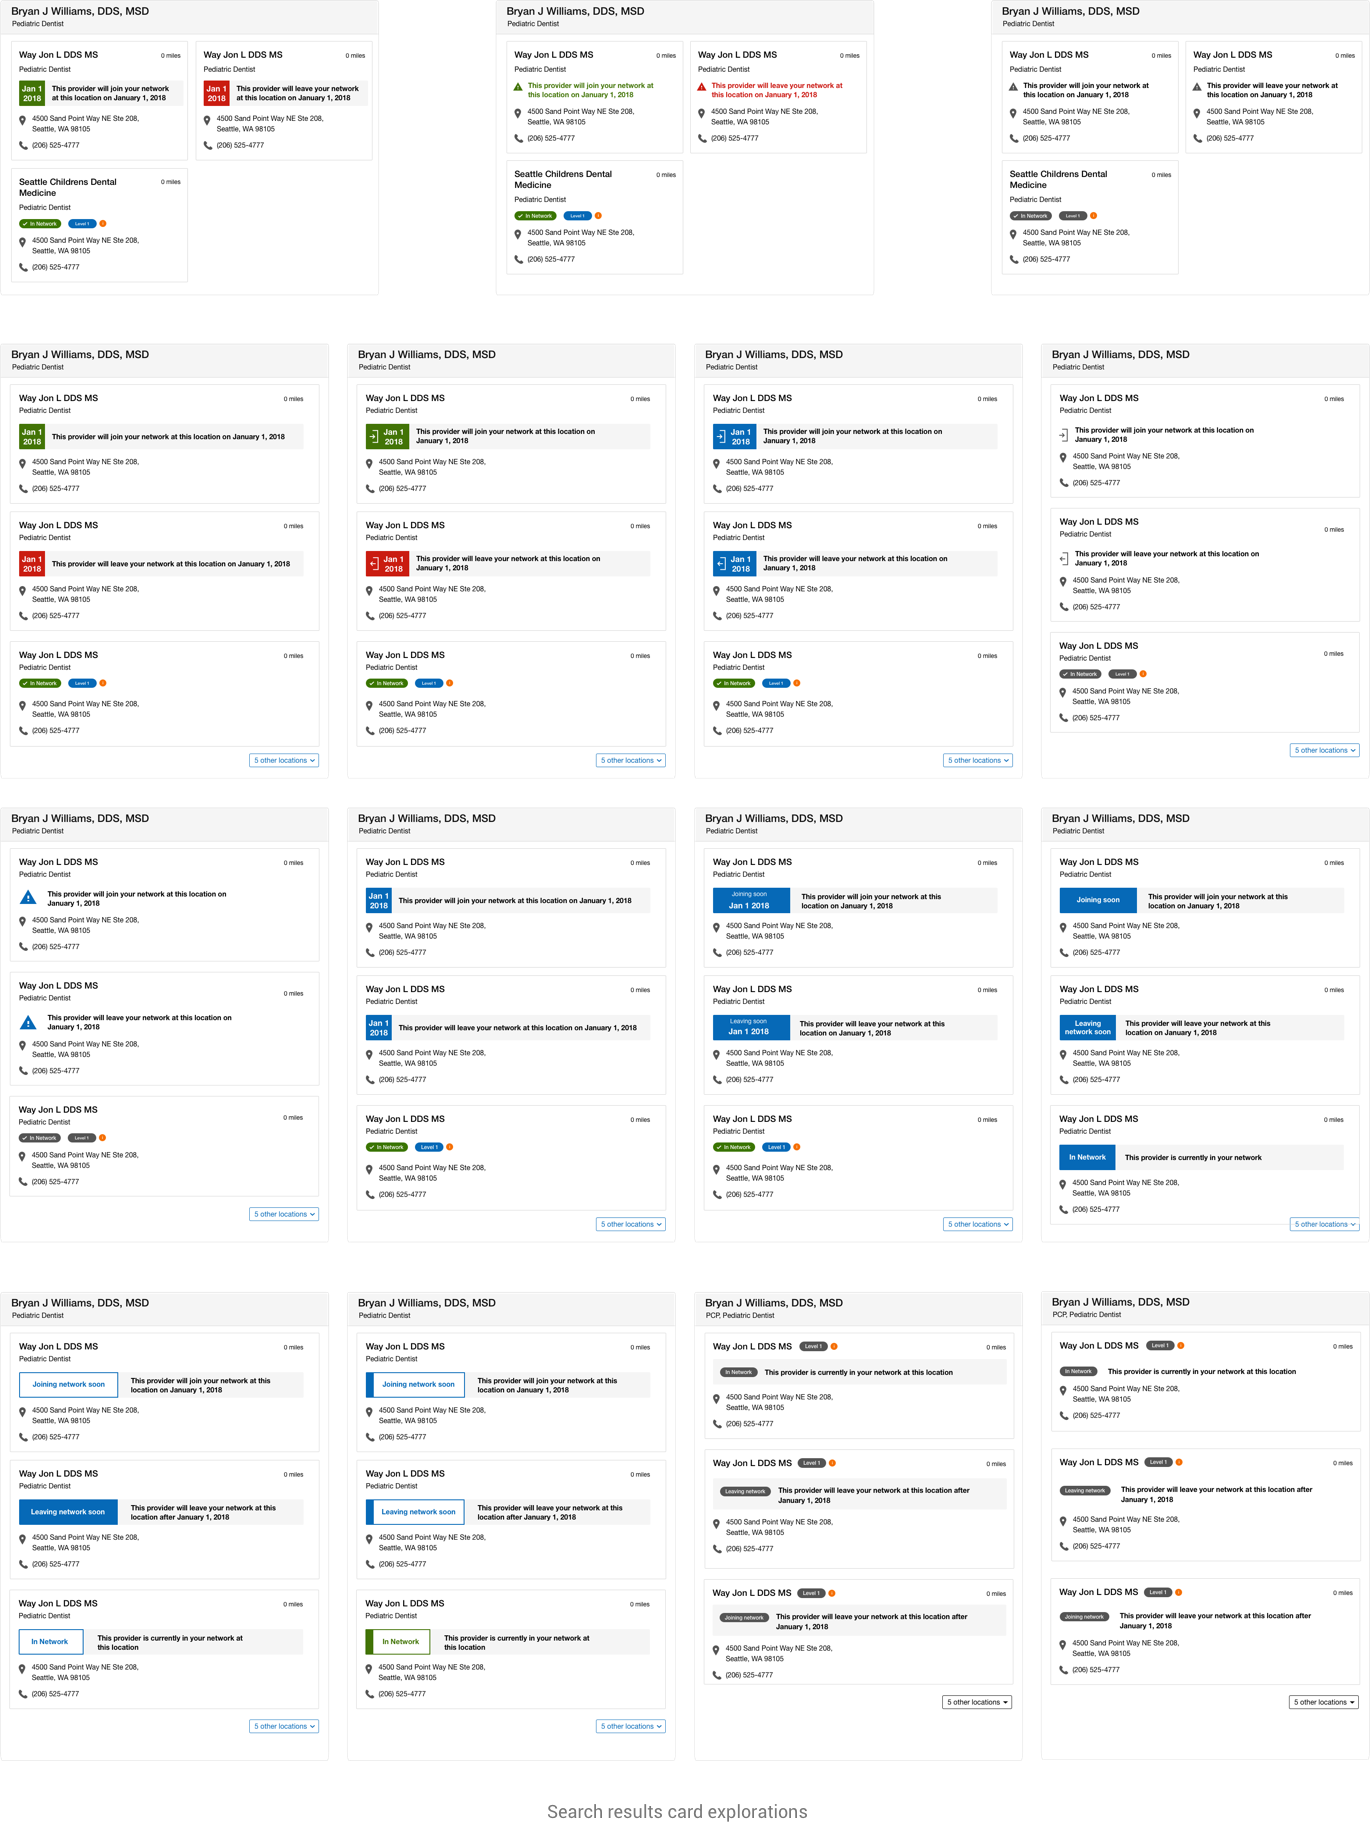 Bryan J Williams, DDS, MSD
Pediatric Dentist
Way Jon L DDS MS
0 miles
Pediatric Dentist
Jan 1
2018
This provider will join your network
at this location on January 1, 2018
4500 Sand Point Way NE Ste 208,
Seattle, WA 98105
(206) 525-4777
Way Jon L DDS MS
0 miles
Pediatric Dentist
Jan 1
2018
This provider will leave your network
at this location on January 1, 2018
4500 Sand Point Way NE Ste 208,
Seattle, WA 98105
(206) 525-4777
Seattle Childrens Dental
Medicine
0 miles
Pediatric Dentist
In Network
Level 1
4500 Sand Point Way NE Ste 208,
Seattle, WA 98105
(206) 525-4777
Bryan J Williams, DDS, MSD
Pediatric Dentist
Way Jon L DDS MS
0 miles
Pediatric Dentist
This provider will join your network at
this location on January 1, 2018
4500 Sand Point Way NE Ste 208,
Seattle, WA 98105
(206) 525-4777
Way Jon L DDS MS
0 miles
Pediatric Dentist
This provider will leave your network at
this location on January 1, 2018
4500 Sand Point Way NE Ste 208,
Seattle, WA 98105
(206) 525-4777
Seattle Childrens Dental
Medicine
0 miles
Pediatric Dentist
In Network
Level 1
4500 Sand Point Way NE Ste 208,
Seattle, WA 98105
(206) 525-4777
Bryan J Williams, DDS, MSD
Pediatric Dentist
Way Jon L DDS MS
0 miles
Pediatric Dentist
This provider will join your network at
this location on January 1, 2018
4500 Sand Point Way NE Ste 208,
Seattle, WA 98105
(206) 525-4777
Way Jon L DDS MS
0 miles
Pediatric Dentist
This provider will leave your network at
this location on January 1, 2018
4500 Sand Point Way NE Ste 208,
Seattle, WA 98105
(206) 525-4777
Seattle Childrens Dental
Medicine
0 miles
Pediatric Dentist
In Network
Level 1
4500 Sand Point Way NE Ste 208,
Seattle, WA 98105
(206) 525-4777
Bryan J Williams, DDS, MSD
Pediatric Dentist
Way Jon L DDS MS
0 miles
Pediatric Dentist
Jan 1
2018
This provider will join your network at this location on January 1, 2018
4500 Sand Point Way NE Ste 208,
Seattle, WA 98105
(206) 525-4777
Way Jon L DDS MS
0 miles
Pediatric Dentist
Jan 1
2018
This provider will leave your network at this location on January 1, 2018
4500 Sand Point Way NE Ste 208,
Seattle, WA 98105
(206) 525-4777
Way Jon L DDS MS
0 miles
Pediatric Dentist
In Network
Level 1
4500 Sand Point Way NE Ste 208,
Seattle, WA 98105
(206) 525-4777
5 other locations
Bryan J Williams, DDS, MSD
Pediatric Dentist
Way Jon L DDS MS
0 miles
Pediatric Dentist
Jan 1
2018
This provider will join your network at this location on
January 1, 2018
4500 Sand Point Way NE Ste 208,
Seattle, WA 98105
(206) 525-4777
Way Jon L DDS MS
0 miles
Pediatric Dentist
Jan 1
2018
This provider will leave your network at this location on
January 1, 2018
4500 Sand Point Way NE Ste 208,
Seattle, WA 98105
(206) 525-4777
Way Jon L DDS MS
0 miles
Pediatric Dentist
In Network
Level 1
4500 Sand Point Way NE Ste 208,
Seattle, WA 98105
(206) 525-4777
5 other locations
Bryan J Williams, DDS, MSD
Pediatric Dentist
Way Jon L DDS MS
0 miles
Pediatric Dentist
Jan 1
2018
This provider will join your network at this location on
January 1, 2018
4500 Sand Point Way NE Ste 208,
Seattle, WA 98105
(206) 525-4777
Way Jon L DDS MS
0 miles
Pediatric Dentist
Jan 1
2018
This provider will leave your network at this location on
January 1, 2018
4500 Sand Point Way NE Ste 208,
Seattle, WA 98105
(206) 525-4777
Way Jon L DDS MS
0 miles
Pediatric Dentist
In Network
Level 1
4500 Sand Point Way NE Ste 208,
Seattle, WA 98105
(206) 525-4777
5 other locations
Bryan J Williams, DDS, MSD
Pediatric Dentist
Way Jon L DDS MS
0 miles
Pediatric Dentist
This provider will join your network at this location on
January 1, 2018
4500 Sand Point Way NE Ste 208,
Seattle, WA 98105
(206) 525-4777
Way Jon L DDS MS
0 miles
Pediatric Dentist
This provider will leave your network at this location on
January 1, 2018
4500 Sand Point Way NE Ste 208,
Seattle, WA 98105
(206) 525-4777
Way Jon L DDS MS
0 miles
Pediatric Dentist
In Network
Level 1
4500 Sand Point Way NE Ste 208,
Seattle, WA 98105
(206) 525-4777
5 other locations
Bryan J Williams, DDS, MSD
Pediatric Dentist
Way Jon L DDS MS
0 miles
Pediatric Dentist
This provider will join your network at this location on
January 1, 2018
4500 Sand Point Way NE Ste 208,
Seattle, WA 98105
(206) 525-4777
Way Jon L DDS MS
0 miles
Pediatric Dentist
This provider will leave your network at this location on
January 1, 2018
4500 Sand Point Way NE Ste 208,
Seattle, WA 98105
(206) 525-4777
Way Jon L DDS MS
0 miles
Pediatric Dentist
In Network
Level 1
4500 Sand Point Way NE Ste 208,
Seattle, WA 98105
(206) 525-4777
5 other locations
Bryan J Williams, DDS, MSD
Pediatric Dentist
Way Jon L DDS MS
0 miles
Pediatric Dentist
Jan 1
2018
This provider will join your network at this location on January 1, 2018
4500 Sand Point Way NE Ste 208,
Seattle, WA 98105
(206) 525-4777
Way Jon L DDS MS
0 miles
Pediatric Dentist
Jan 1
2018
This provider will leave your network at this location on January 1, 2018
4500 Sand Point Way NE Ste 208,
Seattle, WA 98105
(206) 525-4777
Way Jon L DDS MS
0 miles
Pediatric Dentist
In Network
Level 1
4500 Sand Point Way NE Ste 208,
Seattle, WA 98105
(206) 525-4777
5 other locations
Bryan J Williams, DDS, MSD
Pediatric Dentist
Way Jon L DDS MS
0 miles
Pediatric Dentist
Joining soon
Jan 1 2018
This provider will join your network at this
location on January 1, 2018
4500 Sand Point Way NE Ste 208,
Seattle, WA 98105
(206) 525-4777
Way Jon L DDS MS
0 miles
Pediatric Dentist
Leaving soon
Jan 1 2018
This provider will leave your network at this
location on January 1, 2018
4500 Sand Point Way NE Ste 208,
Seattle, WA 98105
(206) 525-4777
Way Jon L DDS MS
0 miles
Pediatric Dentist
In Network
Level 1
4500 Sand Point Way NE Ste 208,
Seattle, WA 98105
(206) 525-4777
5 other locations
Bryan J Williams, DDS, MSD
Pediatric Dentist
Way Jon L DDS MS
0 miles
Pediatric Dentist
Joining soon
This provider will join your network at this
location on January 1, 2018
4500 Sand Point Way NE Ste 208,
Seattle, WA 98105
(206) 525-4777
Way Jon L DDS MS
0 miles
Pediatric Dentist
Leaving
network soon
This provider will leave your network at this
location on January 1, 2018
4500 Sand Point Way NE Ste 208,
Seattle, WA 98105
(206) 525-4777
Way Jon L DDS MS
0 miles
Pediatric Dentist
In Network
This provider is currently in your network
4500 Sand Point Way NE Ste 208,
Seattle, WA 98105
(206) 525-4777
5 other locations
Bryan J Williams, DDS, MSD
Pediatric Dentist
Way Jon L DDS MS
0 miles
Pediatric Dentist
Joining network soon
This provider will join your network at this
location on January 1, 2018
4500 Sand Point Way NE Ste 208,
Seattle, WA 98105
(206) 525-4777
Way Jon L DDS MS
0 miles
Pediatric Dentist
Leaving network soon
This provider will leave your network at this
location after January 1, 2018
4500 Sand Point Way NE Ste 208,
Seattle, WA 98105
(206) 525-4777
Way Jon L DDS MS
0 miles
Pediatric Dentist
In Network
This provider is currently in your network at
this location
4500 Sand Point Way NE Ste 208,
Seattle, WA 98105
(206) 525-4777
5 other locations
Bryan J Williams, DDS, MSD
Pediatric Dentist
Way Jon L DDS MS
0 miles
Pediatric Dentist
Joining network soon
This provider will join your network at this
location on January 1, 2018
4500 Sand Point Way NE Ste 208,
Seattle, WA 98105
(206) 525-4777
Way Jon L DDS MS
0 miles
Pediatric Dentist
Leaving network soon
This provider will leave your network at this
location after January 1, 2018
4500 Sand Point Way NE Ste 208,
Seattle, WA 98105
(206) 525-4777
Way Jon L DDS MS
0 miles
Pediatric Dentist
In Network
This provider is currently in your network at
this location
4500 Sand Point Way NE Ste 208,
Seattle, WA 98105
(206) 525-4777
5 other locations
Bryan J Williams, DDS, MSD
PCP, Pediatric Dentist
Way Jon L DDS MS
Level 1
0 miles
In Network
This provider is currently in your network at this location
4500 Sand Point Way NE Ste 208,
Seattle, WA 98105
(206) 525-4777
Way Jon L DDS MS
Level 1
0 miles
Leaving network
This provider will leave your network at this location after
January 1, 2018
4500 Sand Point Way NE Ste 208,
Seattle, WA 98105
(206) 525-4777
Way Jon L DDS MS
Level 1
0 miles
Joining network
This provider will leave your network at this location after
January 1, 2018
4500 Sand Point Way NE Ste 208,
Seattle, WA 98105
(206) 525-4777
5 other locations
Bryan J Williams, DDS, MSD
PCP, Pediatric Dentist
Way Jon L DDS MS
Level 1
0 miles
In Network
This provider is currently in your network at this location
4500 Sand Point Way NE Ste 208,
Seattle, WA 98105
(206) 525-4777
Way Jon L DDS MS
Level 1
0 miles
Leaving network
This provider will leave your network at this location after
January 1, 2018
4500 Sand Point Way NE Ste 208,
Seattle, WA 98105
(206) 525-4777
Way Jon L DDS MS
Level 1
0 miles
Joining network
This provider will leave your network at this location after
January 1, 2018
4500 Sand Point Way NE Ste 208,
Seattle, WA 98105
(206) 525-4777
5 other locations
Search results card explorations